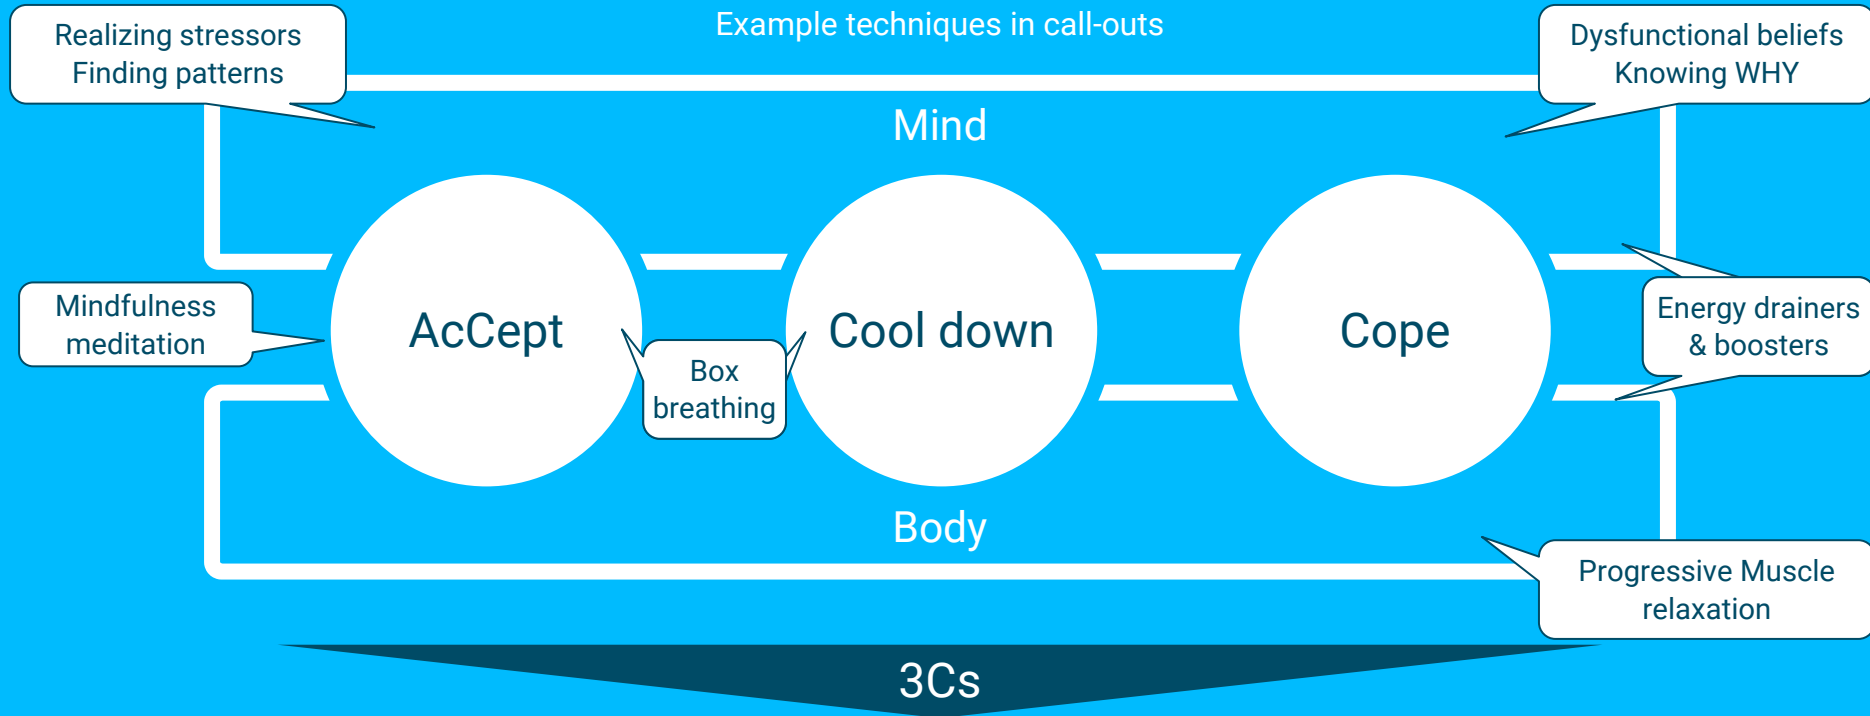 Example techniques in call-outs
Realizing stressors
Finding patterns
Dysfunctional beliefs
Knowing WHY
Mind
Mindfulness
meditation
AcCept
Box
breathing
Cool down
Cope
Energy drainers
& boosters
Body
Progressive Muscle
relaxation
3Cs